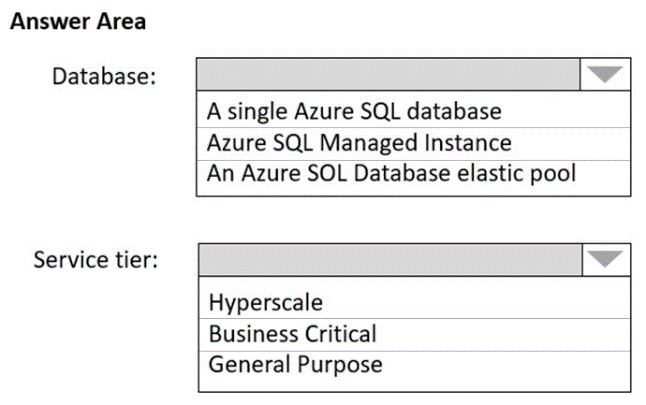 Answer Area
Database:
A single Azure SQL database
Azure SQL Managed Instance
An Azure SOL Database elastic pool
Service tier:
Hyperscale
Business Critical
General Purpose